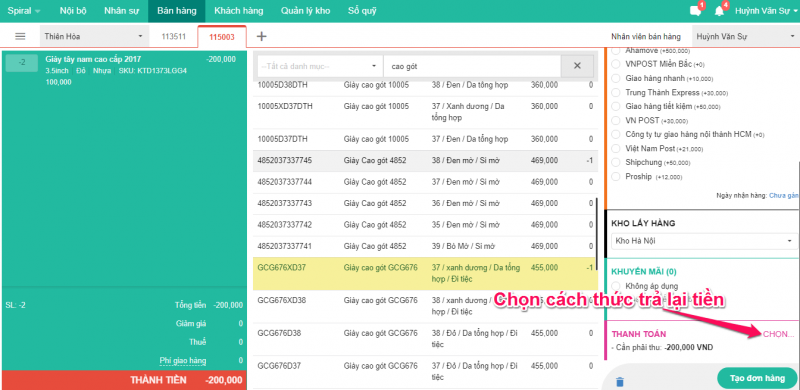 Spiral
Nội bộ
Nhân sự
Bán hàng
Khách hàng
Quản lý kho
Sổ quỹ
1
4
Huỳnh Văn Sự
Thiên Hòa
113511
115003
+
Nhân viên bán hàng
Huỳnh Văn Sự
-2
Giây tây nam cao cấp 2017
-200,000
3.5inch Đỏ Nhựa SKU: KTD1373LGG4
100,000
--Tất cả danh mục--
cao gót
10005D38DTH Giày cao gót 10005 38 / Đen / Da tổng hợp 360,000 0
10005XD37DTH Giày cao gót 10005 37 / Xanh dương / Da tổng hợp 360,000 0
10005D37DTH Giày cao gót 10005 37 / Đen / Da tổng hợp 360,000 0
4852037337745 Giầy Cao gót 4852 38 / Đen mờ / Si mờ 469,000 -1
4852037337744 Giầy Cao gót 4852 37 / Đen mờ / Si mờ 469,000 0
4852037337743 Giầy Cao gót 4852 36 / Đen mờ / Si mờ 469,000 0
4852037337742 Giầy Cao gót 4852 35 / Đen mờ / Si mờ 469,000 0
4852037337741 Giầy Cao gót 4852 39 / Bò Mờ / Si mờ 469,000 0
GCG676XD37 Giày cao gót GCG676 37 / xanh dương / Da tổng hợp / Đi tiệc 455,000 -1
GCG676XD38 Giày cao gót GCG676 38
hợp / Đi tiệc
GCG676D38 Giày cao gót GCG676 38 / Đỏ / Da tổng hợp / Đi tiệc 455,000 0
GCG676D37 Giày cao gót GCG676 37 / Đỏ / Da tổng hợp / Đi tiệc 455,000 0
Ahamove (+500,000)
VNPOST Miền Bắc (+0)
Giao hàng nhanh (+10,000)
Trung Thành Express (+30,000)
Giao hàng tiết kiệm (+50,000)
VN POST (+30,000)
Công ty tự giao hàng nội thành HCM (+0)
Việt Nam Post (+21,000)
Shipchung (+50,000)
Proship (+12,000)
Ngày nhận hàng: Chưa gán
KHO LẤY HÀNG
Kho Hà Nội
KHUYẾN MÃI (0)
Không áp dụng
Chọn cách thức trả lại tiền
THANH TOÁN
CHỌN...
- Cần phải thu: -200,000 VND
Tạo đơn hàng
SL: -2
Tổng tiền -200,000
Giảm giá 0
Thuế 0
Phí giao hàng 0
THÀNH TIỀN -200,000